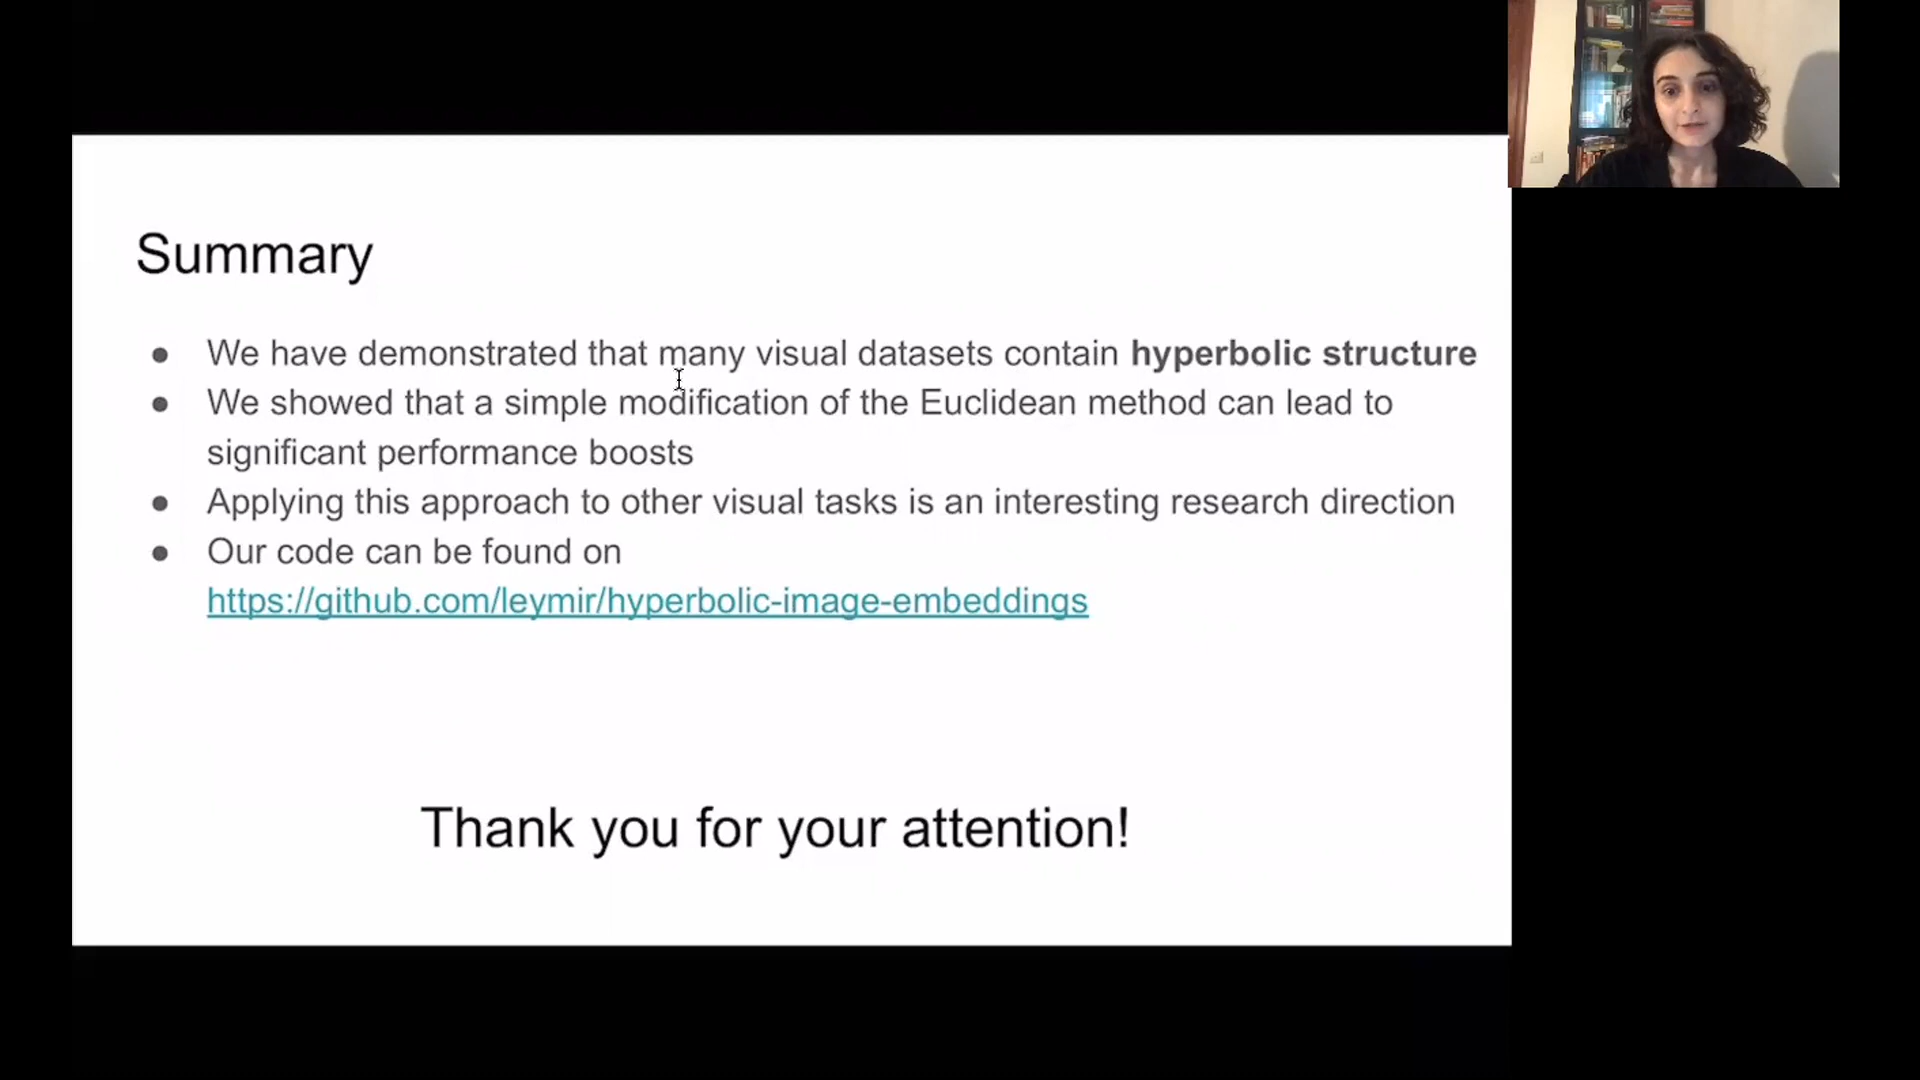 Summary
● We have demonstrated that many visual datasets contain hyperbolic structure
● We showed that a simple modification of the Euclidean method can lead to
significant performance boosts
● Applying this approach to other visual tasks is an interesting research direction
● Our code can be found on
https://github.com/leymir/hyperbolic-image-embeddings
Thank you for your attention!